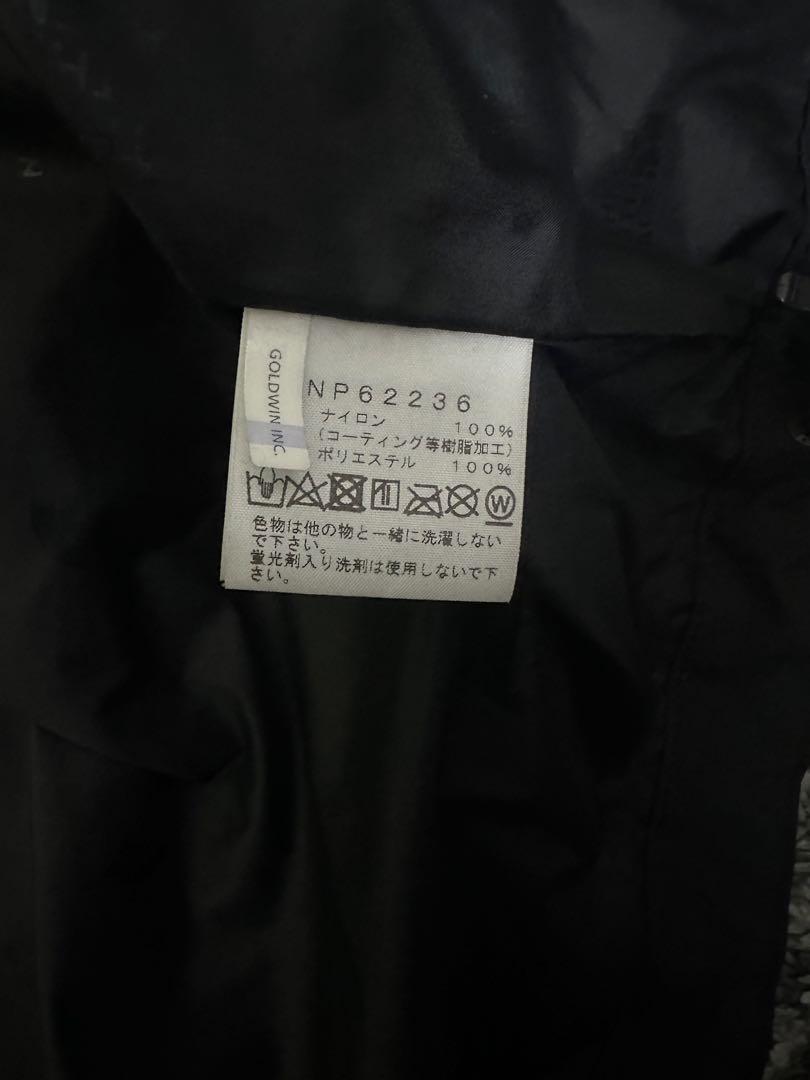 GOLDWIN INC.
NP62236
ナイロン 100%
(コーティング等樹脂加工)
ポリエステル 100%
W
色物は他の物と一緒に洗濯しない
で下さい。
蛍光剤入り洗剤は使用しないで下
さい。